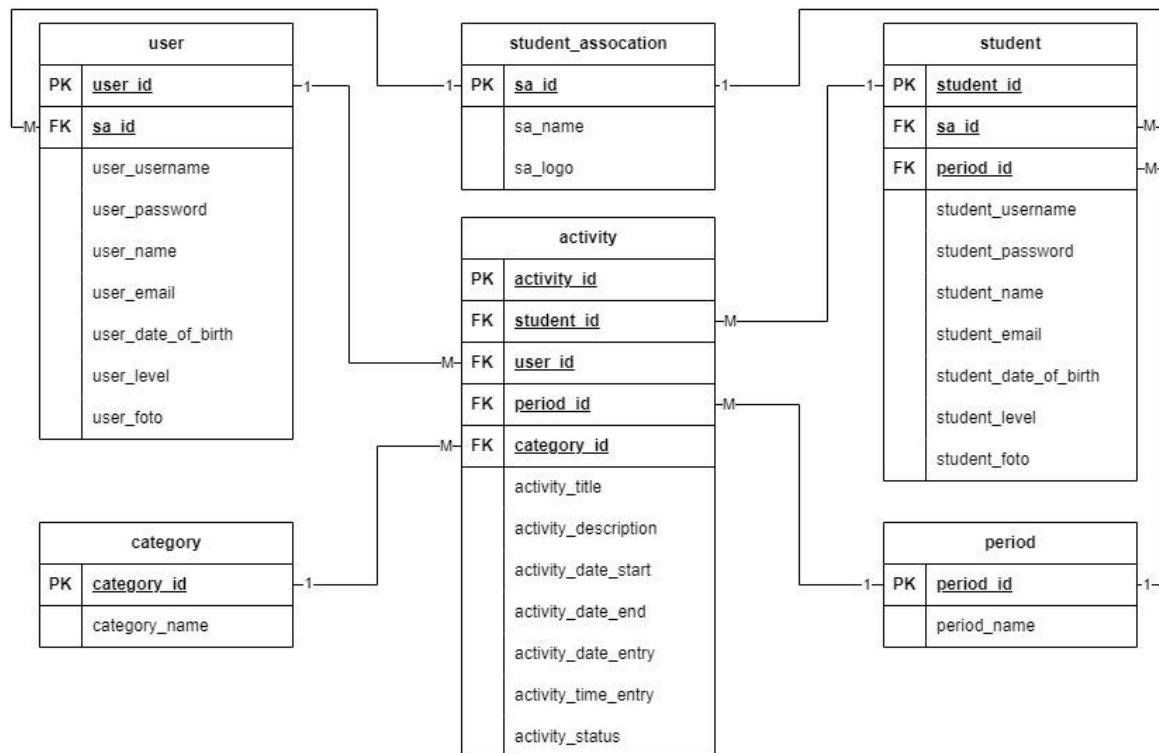 user
PK user_id 1
M FK sa_id
user_username
user_password
user_name
user_email
user_date_of_birth
user_level
user_foto
student_assocation
1 PK sa_id 1
sa_name
sa_logo
student
1 PK student_id
FK sa_id M
FK period_id M
student_username
student_password
student_name
student_email
student_date_of_birth
student_level
student_foto
activity
PK activity_id
FK student_id M
M FK user_id
FK period_id M
M FK category_id
activity_title
activity_description
activity_date_start
activity_date_end
activity_date_entry
activity_time_entry
activity_status
category
PK category_id 1
category_name
period
1 PK period_id 1
period_name